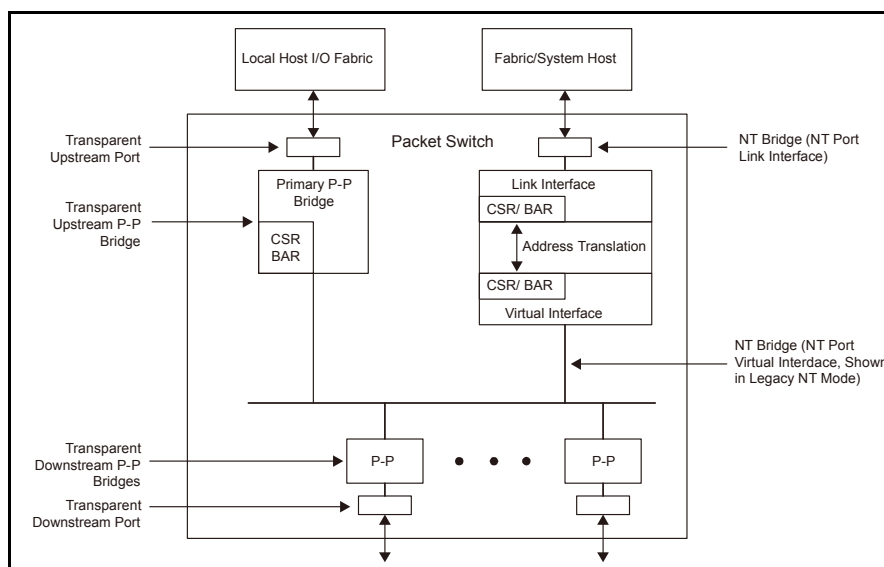 Local Host I/O Fabric
Fabric/System Host
Transparent
Upstream Port
Packet Switch
NT Bridge (NT Port
Link Interface)
Primary P-P
Bridge
Link Interface
Transparent
Upstream P-P
Bridge
CSR
BAR
CSR/ BAR
Address Translation
CSR/ BAR
Virtual Interface
NT Bridge (NT Port
Virtual Interdace, Shown
in Legacy NT Mode)
Transparent
Downstream P-P
Bridges
P-P
P-P
Transparent
Downstream Port